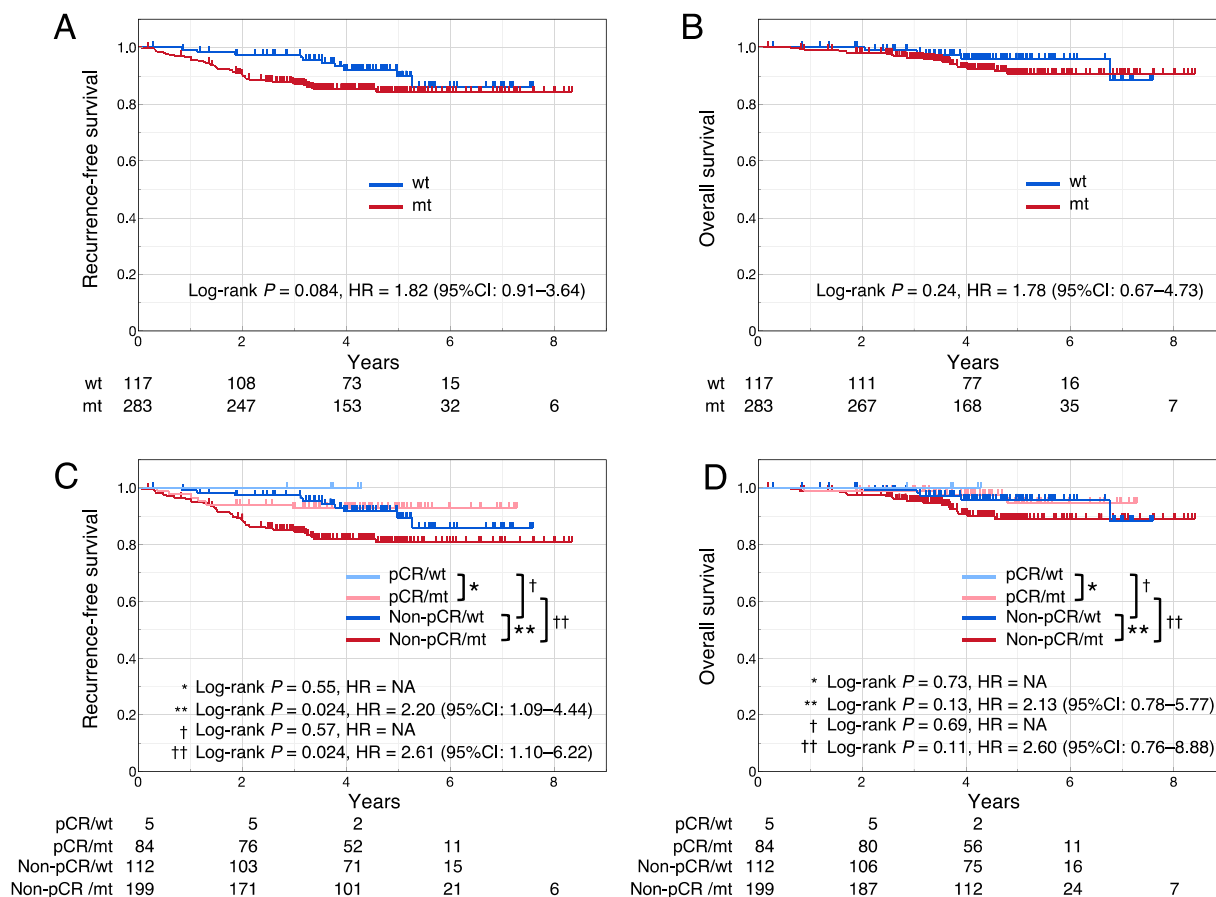 A
Recurrence-free survival
1.0
0.8
0.6
0.4
0.2
0
wt
mt
Log-rank P = 0.084, HR = 1.82 (95%CI: 0.91–3.64)
0 2 4 6 8
Years
wt 117 108 73 15
mt 283 247 153 32 6
B
Overall survival
1.0
0.8
0.6
0.4
0.2
0
wt
mt
Log-rank P = 0.24, HR = 1.78 (95%CI: 0.67–4.73)
0 2 4 6 8
Years
wt 117 111 77 16
mt 283 267 168 35 7
C
Recurrence-free survival
1.0
0.8
0.6
0.4
0.2
0
pCR/wt
pCR/mt
Non-pCR/wt
Non-pCR/mt
*
**
†
††
* Log-rank P = 0.55, HR = NA
** Log-rank P = 0.024, HR = 2.20 (95%CI: 1.09–4.44)
† Log-rank P = 0.57, HR = NA
†† Log-rank P = 0.024, HR = 2.61 (95%CI: 1.10–6.22)
0 2 4 6 8
Years
pCR/wt 5 5 2
pCR/mt 84 76 52 11
Non-pCR/wt 112 103 71 15
Non-pCR /mt 199 171 101 21 6
D
Overall survival
1.0
0.8
0.6
0.4
0.2
0
pCR/wt
pCR/mt
Non-pCR/wt
Non-pCR/mt
*
**
†
††
* Log-rank P = 0.73, HR = NA
** Log-rank P = 0.13, HR = 2.13 (95%CI: 0.78–5.77)
† Log-rank P = 0.69, HR = NA
†† Log-rank P = 0.11, HR = 2.60 (95%CI: 0.76–8.88)
0 2 4 6 8
Years
pCR/wt 5 5 2
pCR/mt 84 80 56 11
Non-pCR/wt 112 106 75 16
Non-pCR /mt 199 187 112 24 7